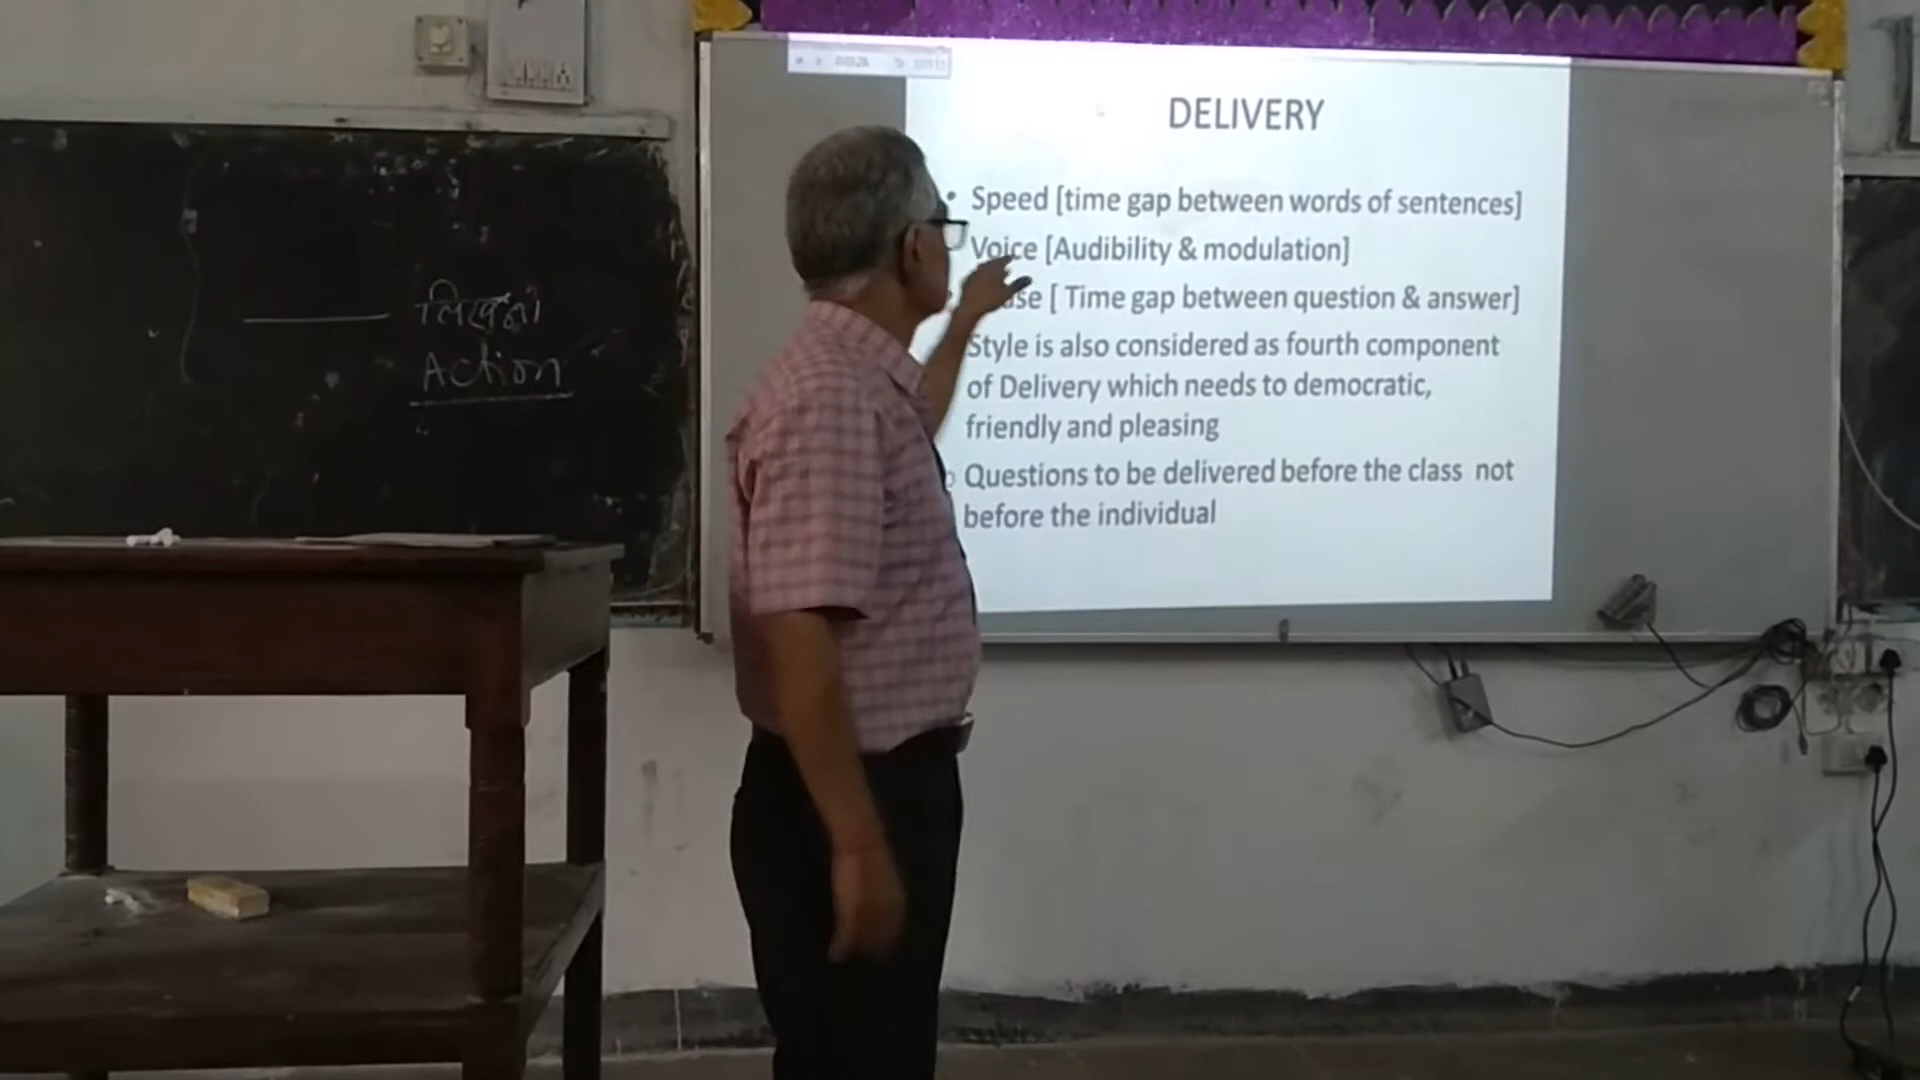 DELIVERY
• Speed [time gap between words of sentences]
Voice [Audibility & modulation]
[ Time gap between question & answer]
Style is also considered as fourth component
of Delivery which needs to democratic,
friendly and pleasing
Questions to be delivered before the class not
before the individual
लिखना
Action